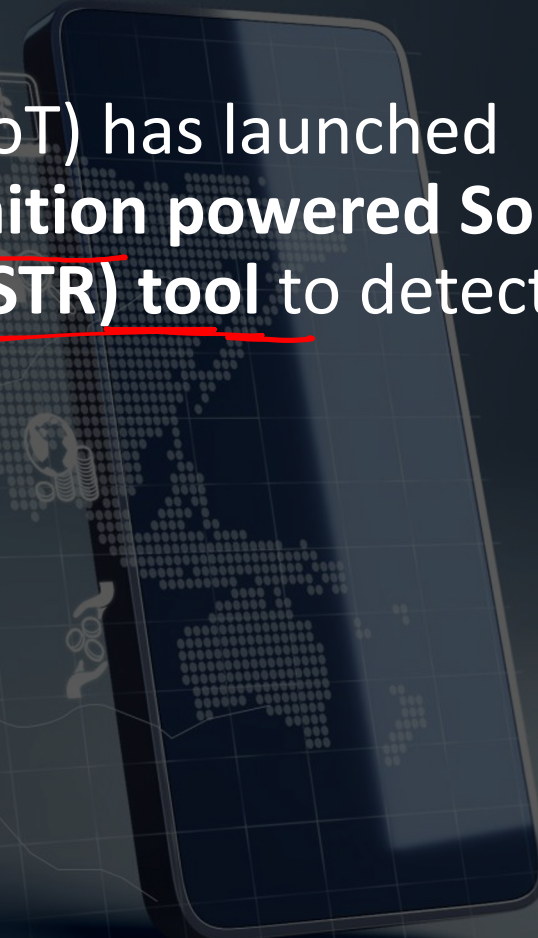 oT) has launched
nition powered So
STR) tool to detect